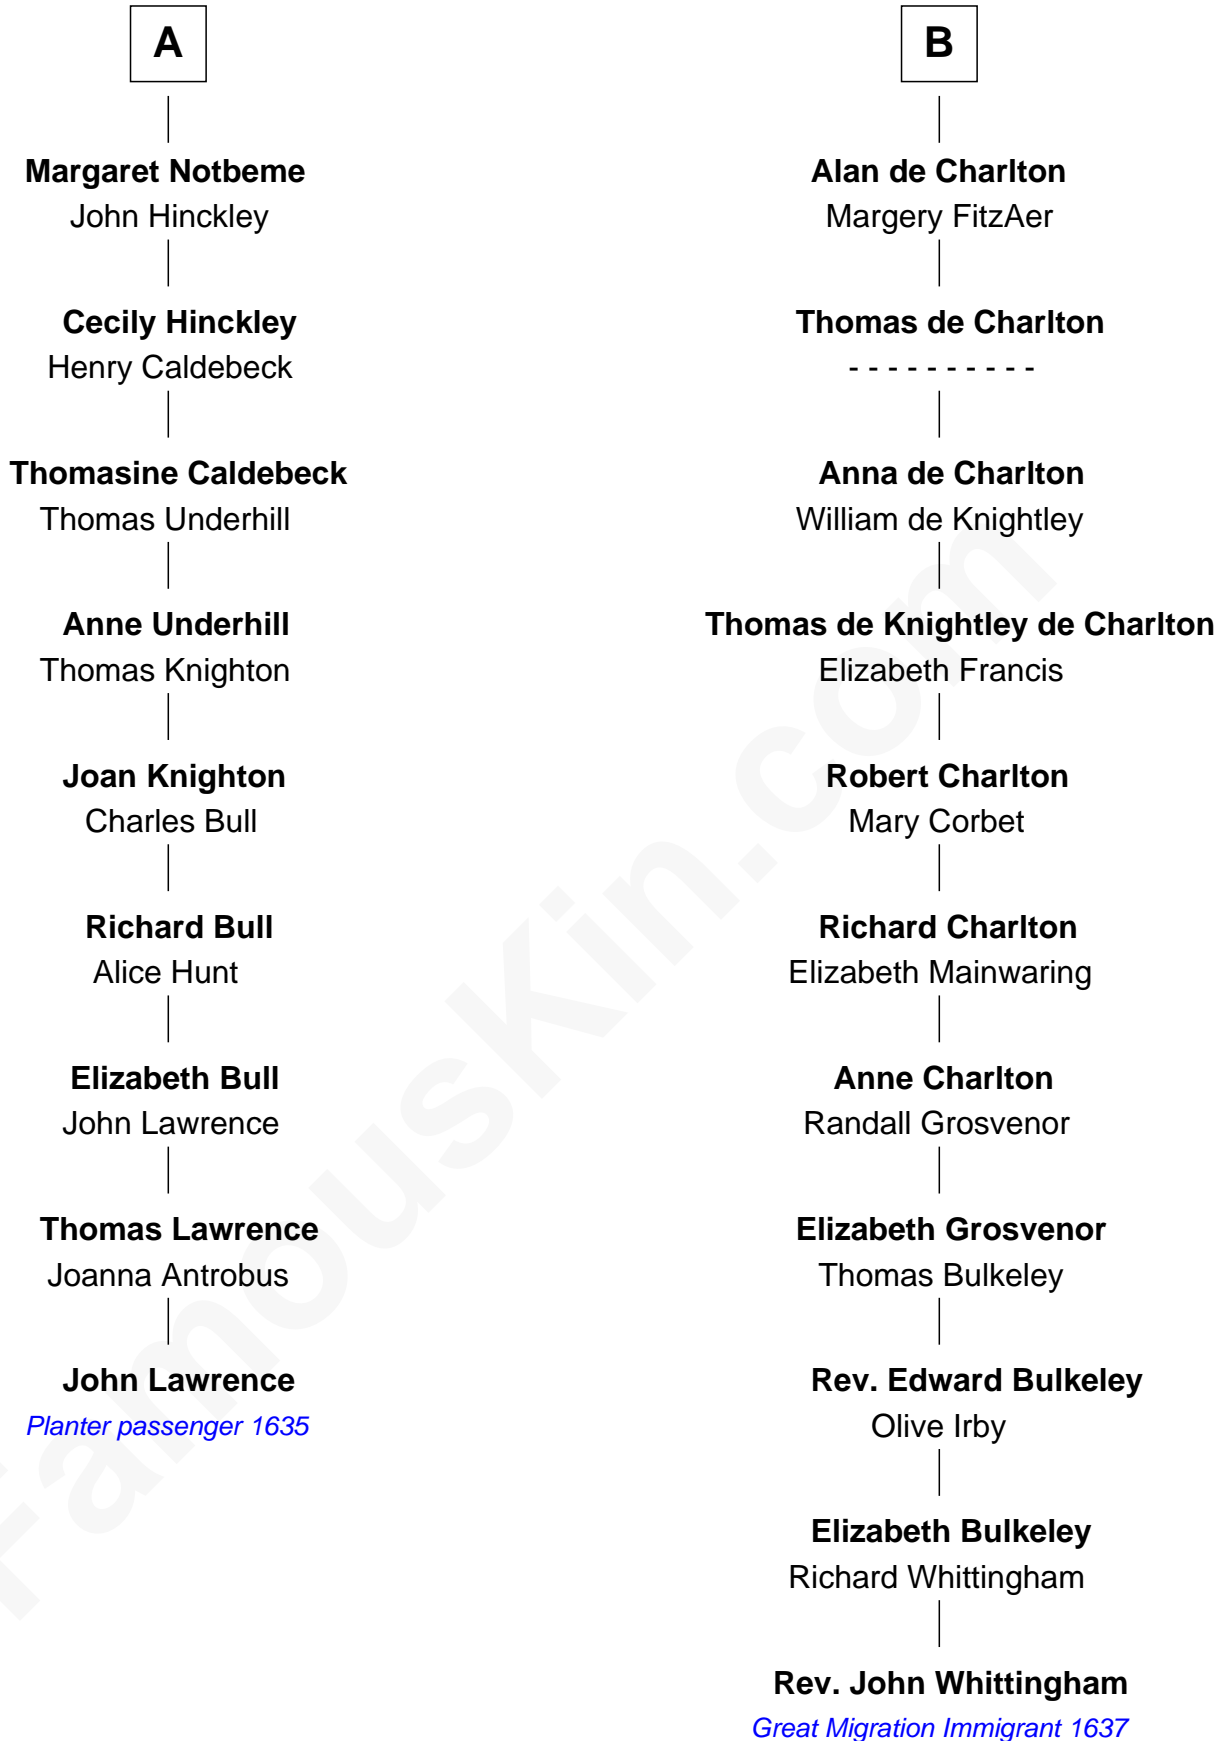 A
Margaret Notbeme
John Hinckley
Cecily Hinckley
Henry Caldebeck
Thomasine Caldebeck
Thomas Underhill
Anne Underhill
Thomas Knighton
Joan Knighton
Charles Bull
Richard Bull
Alice Hunt
Elizabeth Bull
John Lawrence
Thomas Lawrence
Joanna Antrobus
John Lawrence
Planter passenger 1635
B
Alan de Charlton
Margery FitzAer
Thomas de Charlton
- - - - - - - - - -
Anna de Charlton
William de Knightley
Thomas de Knightley de Charlton
Elizabeth Francis
Robert Charlton
Mary Corbet
Richard Charlton
Elizabeth Mainwaring
Anne Charlton
Randall Grosvenor
Elizabeth Grosvenor
Thomas Bulkeley
Rev. Edward Bulkeley
Olive Irby
Elizabeth Bulkeley
Richard Whittingham
Rev. John Whittingham
Great Migration Immigrant 1637
FamousKin.com